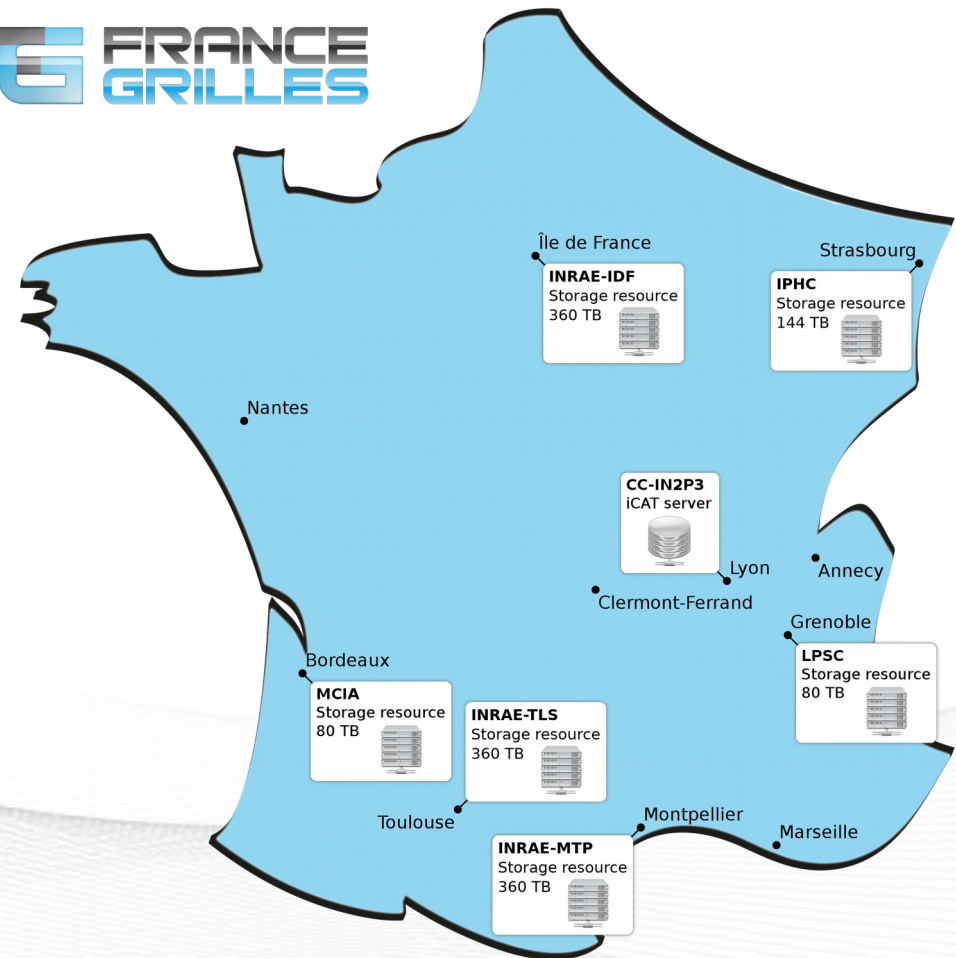 FRANCE
GRILLES
Île de France
INRAE-IDF
Storage resource
360 TB
Strasbourg
IPHC
Storage resource
144 TB
Nantes
CC-IN2P3
iCAT server
Lyon
Annecy
Clermont-Ferrand
Grenoble
LPSC
Storage resource
80 TB
Bordeaux
MCIA
Storage resource
80 TB
INRAE-TLS
Storage resource
360 TB
Toulouse
Montpellier
Marseille
INRAE-MTP
Storage resource
360 TB